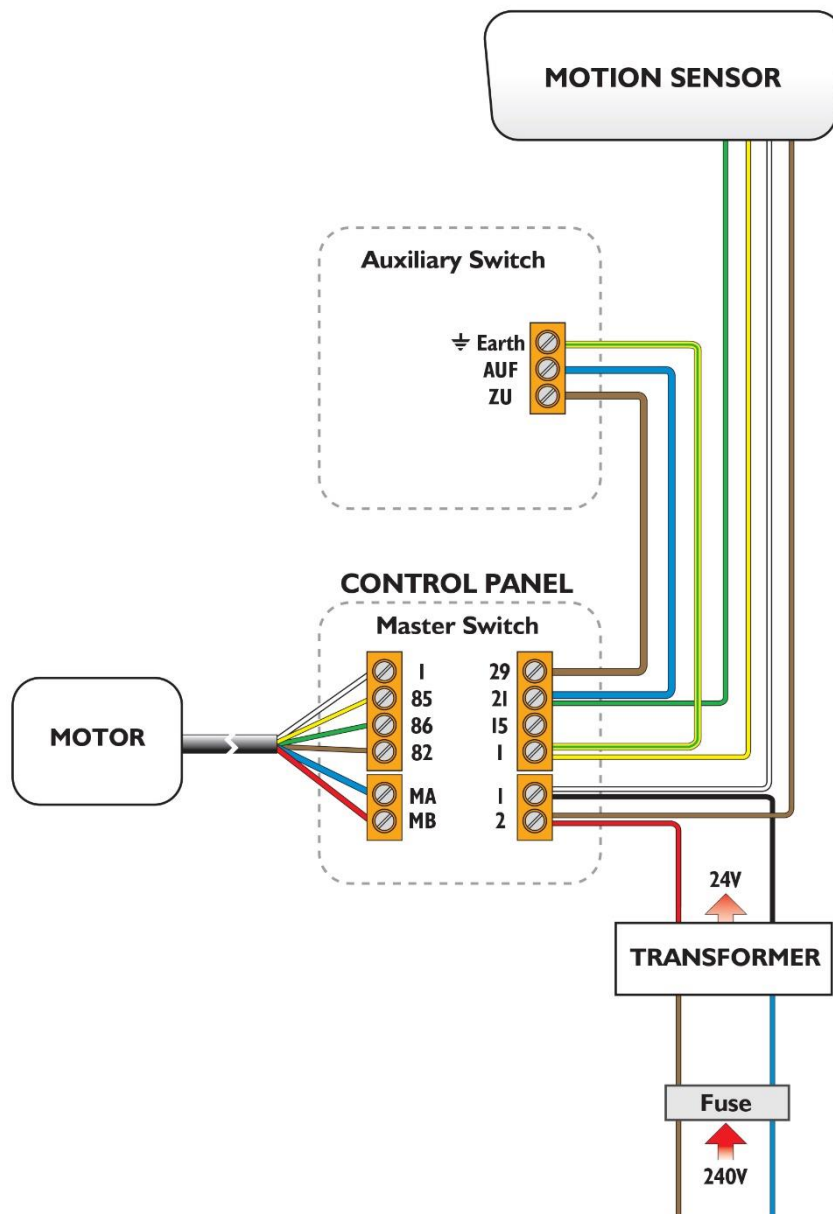 MOTION SENSOR
Auxiliary Switch
⏚ Earth
AUF
ZU
CONTROL PANEL
Master Switch
MOTOR
1
85
86
82
MA
MB
29
21
15
1
1
2
24V
TRANSFORMER
Fuse
240V